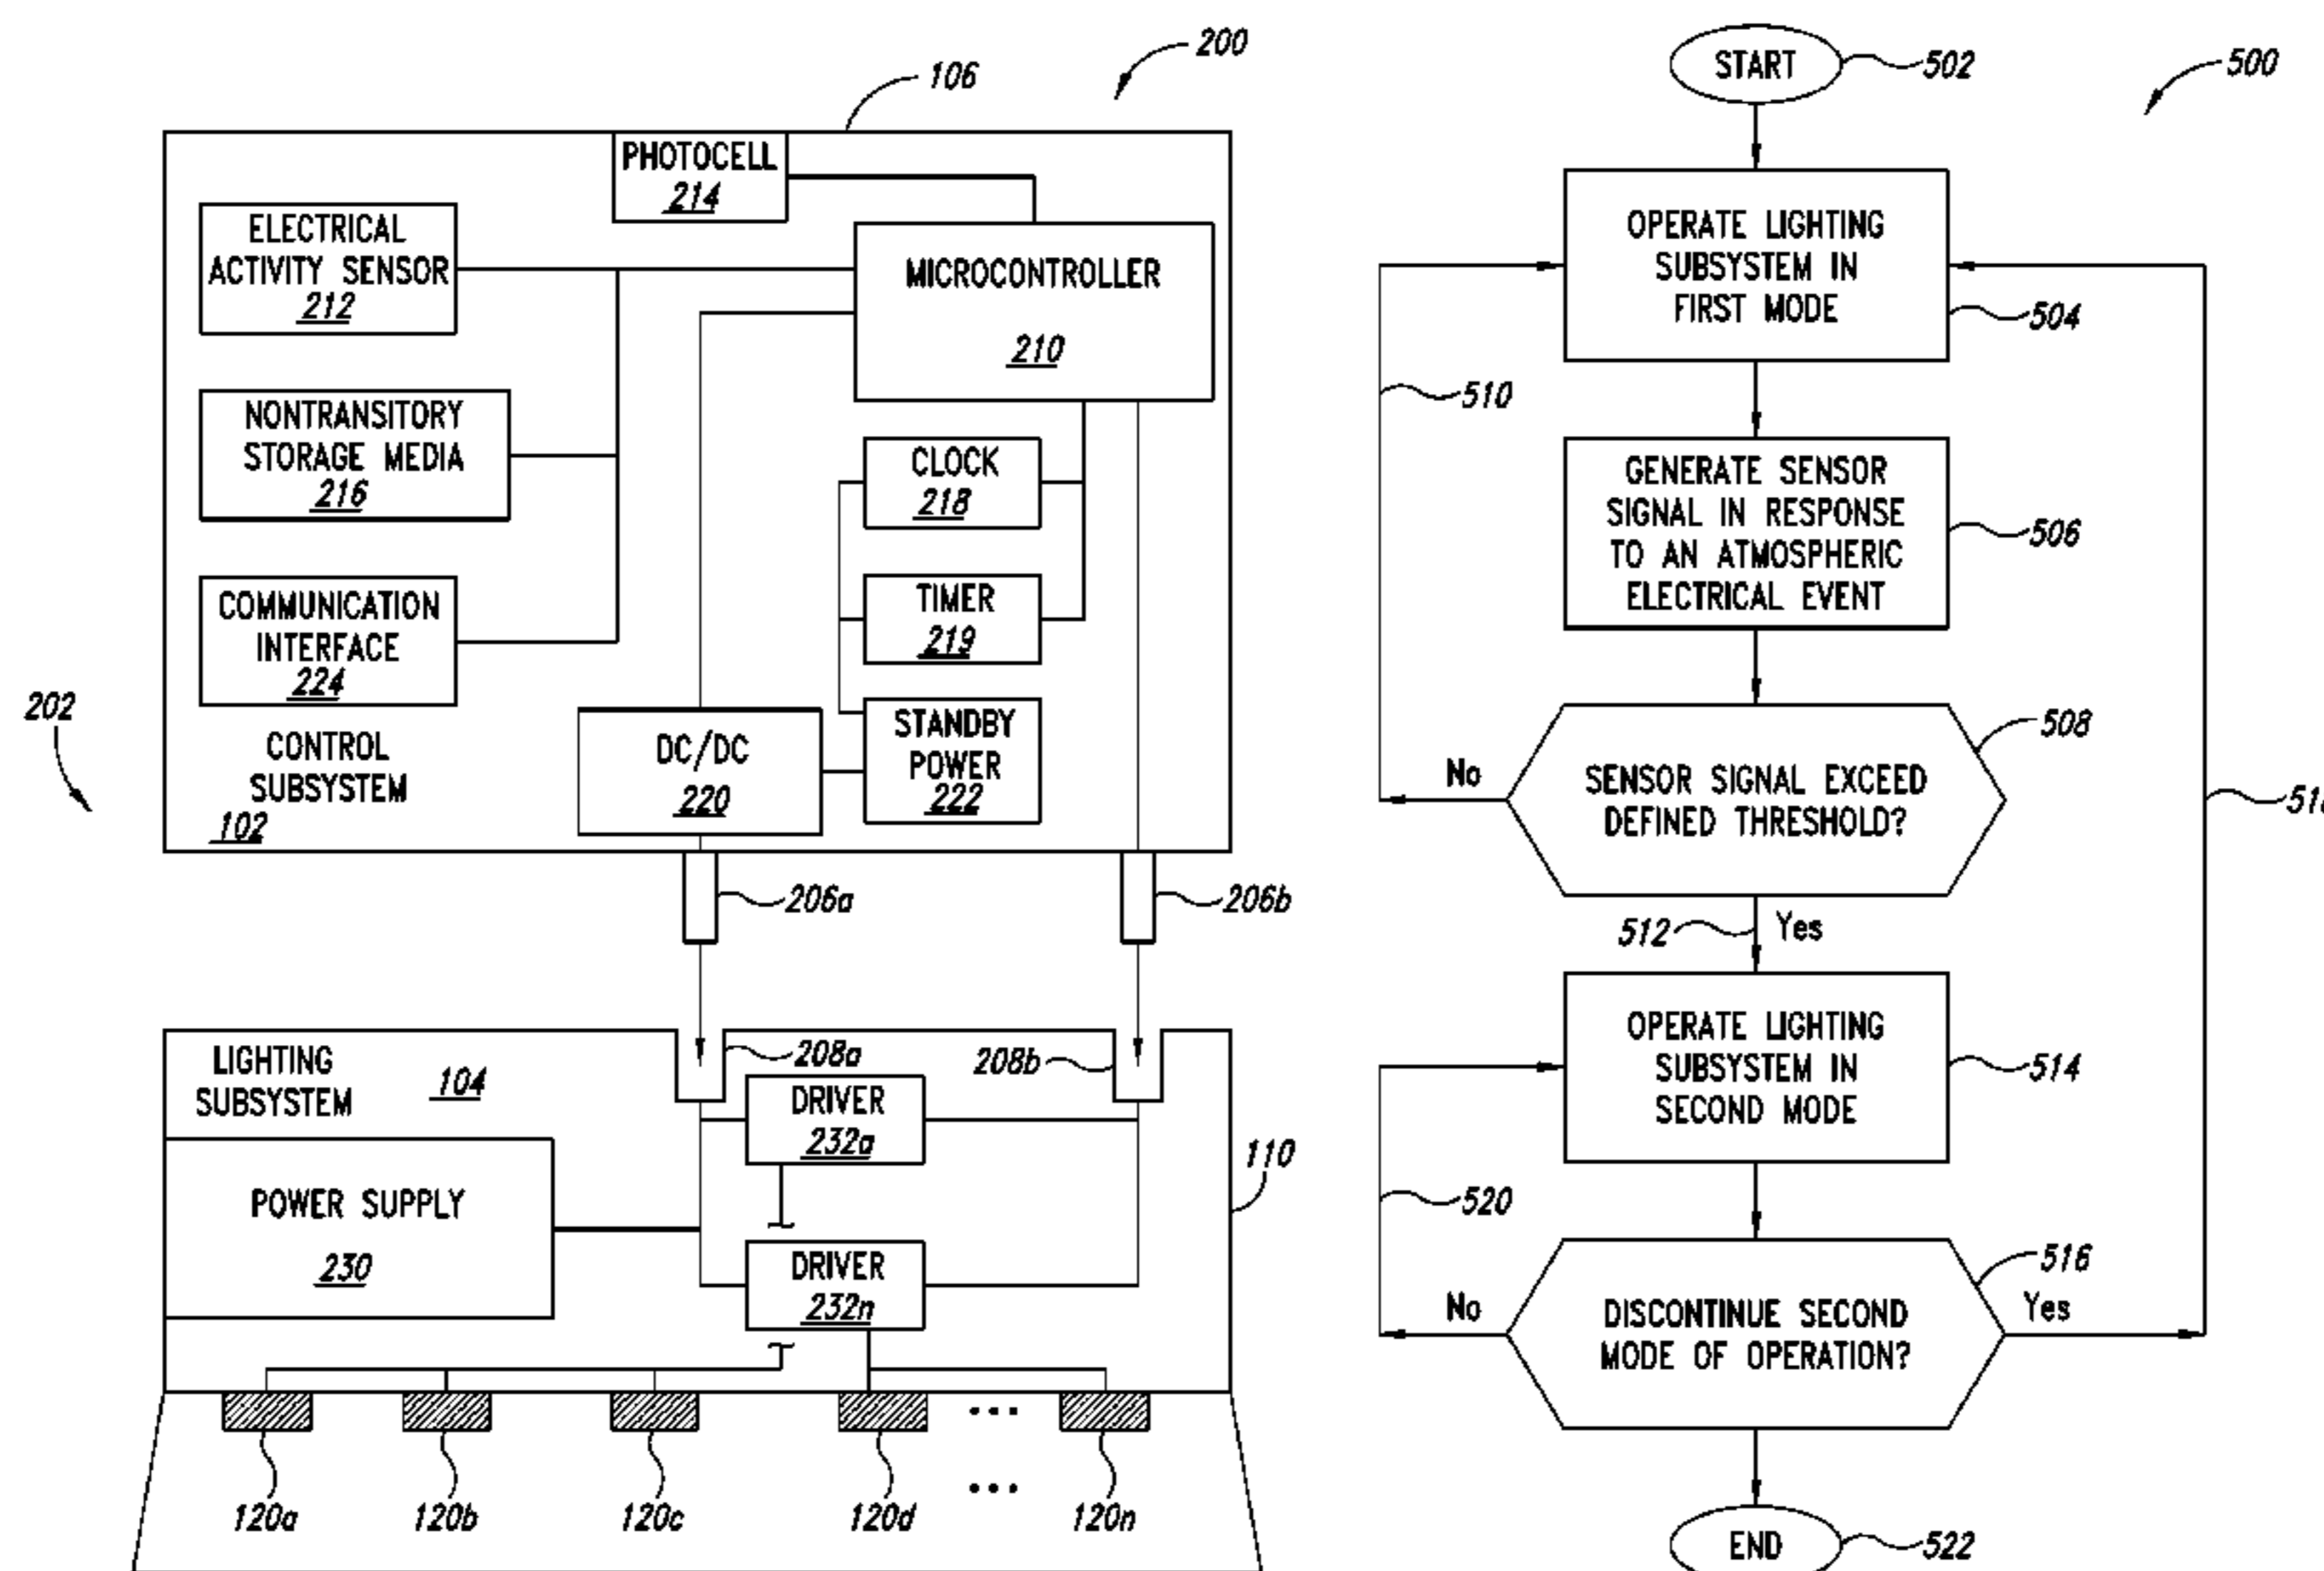 200
106
PHOTOCELL
214
ELECTRICAL
ACTIVITY SENSOR
212
MICROCONTROLLER
210
NONTRANSITORY
STORAGE MEDIA
216
CLOCK
218
COMMUNICATION
INTERFACE
224
TIMER
219
202
CONTROL
SUBSYSTEM
102
DC/DC
220
STANDBY
POWER
222
206a
206b
LIGHTING
SUBSYSTEM
104
208a
208b
DRIVER
232a
110
POWER SUPPLY
230
DRIVER
232n
...
120a
120b
120c
120d
...
120n
START
502
500
OPERATE LIGHTING
SUBSYSTEM IN
FIRST MODE
504
510
GENERATE SENSOR
SIGNAL IN RESPONSE
TO AN ATMOSPHERIC
ELECTRICAL EVENT
506
508
No
SENSOR SIGNAL EXCEED
DEFINED THRESHOLD?
512
Yes
OPERATE LIGHTING
SUBSYSTEM IN
SECOND MODE
514
520
516
No
DISCONTINUE SECOND
MODE OF OPERATION?
Yes
END
522